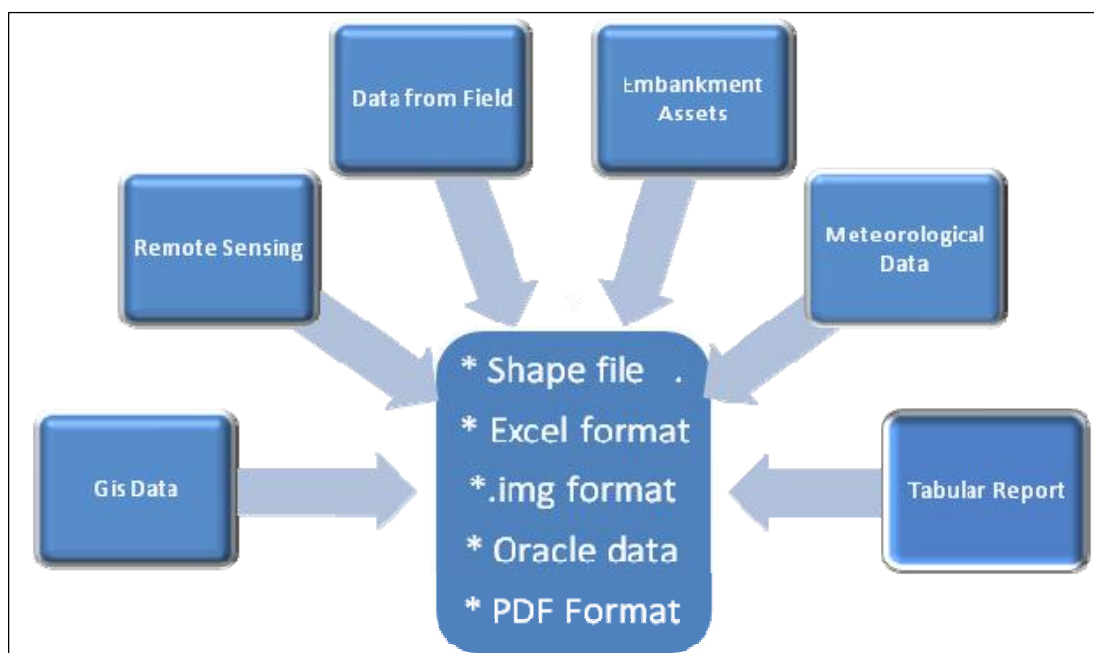 Data from Field
Embankment
Assets
Remote Sensing
Meteorological
Data
Gis Data
Tabular Report
* Shape file .
* Excel format
*.img format
* Oracle data
* PDF Format